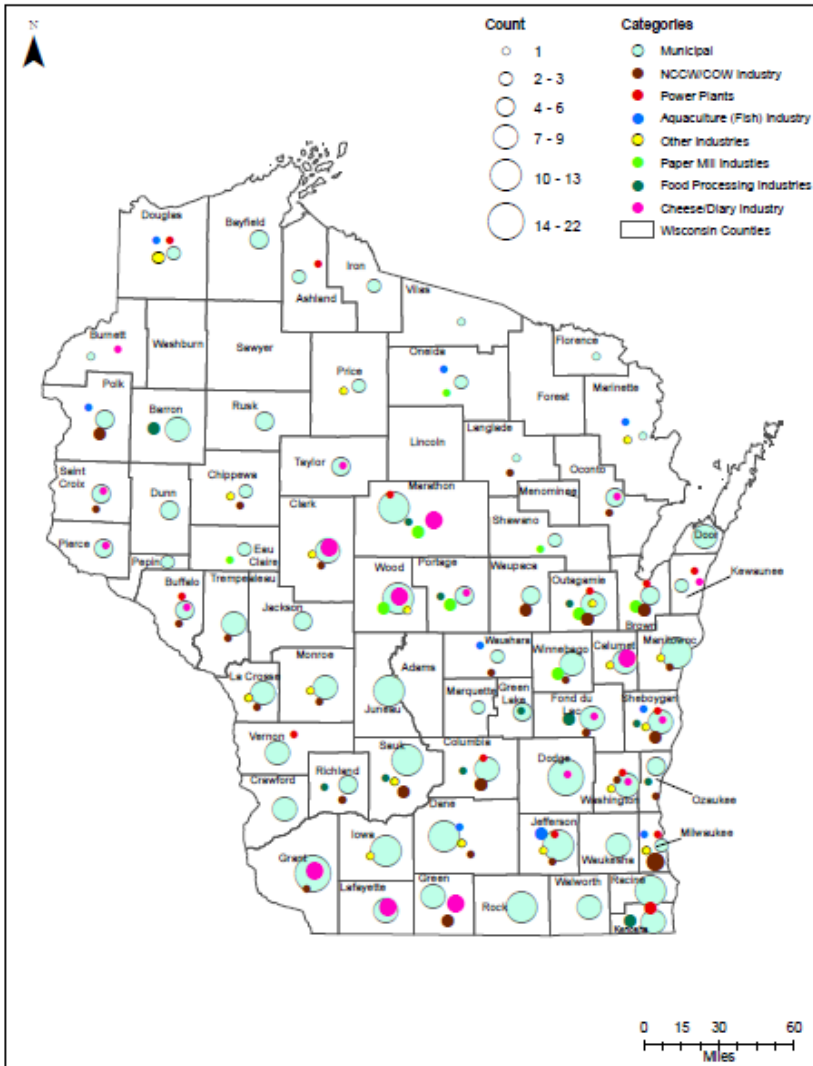 N
Count
1
2 - 3
4 - 6
7 - 9
10 - 13
14 - 22
Categories
Municipal
NCCW/COW Industry
Power Plants
Aquaculture (Fish) Industry
Other Industries
Paper Mill Industies
Food Processing Industries
Cheese/Diary Industry
Wisconsin Counties
Douglas
Bayfield
Ashland
Iron
Vilas
Burnett
Washburn
Sawyer
Price
Oneida
Florence
Forest
Marinette
Polk
Barron
Rusk
Lincoln
Langlade
Taylor
Oconto
Saint
Croix
Dunn
Chippewa
Clark
Marathon
Menominee
Shawano
Door
Pierce
Pepin
Eau
Claire
Buffalo
Trempealeau
Jackson
Wood
Portage
Waupaca
Outagamie
Brown
Kewaunee
La Crosse
Monroe
Juneau
Adams
Waushara
Marquette
Green
Lake
Winnebago
Calumet
Manitowoc
Fond du
Lac
Sheboygan
Vernon
Crawford
Richland
Sauk
Columbia
Dodge
Washington
Ozaukee
Grant
Iowa
Dane
Jefferson
Waukesha
Milwaukee
Lafayette
Green
Rock
Walworth
Racine
Kenosha
0 15 30 60
Miles